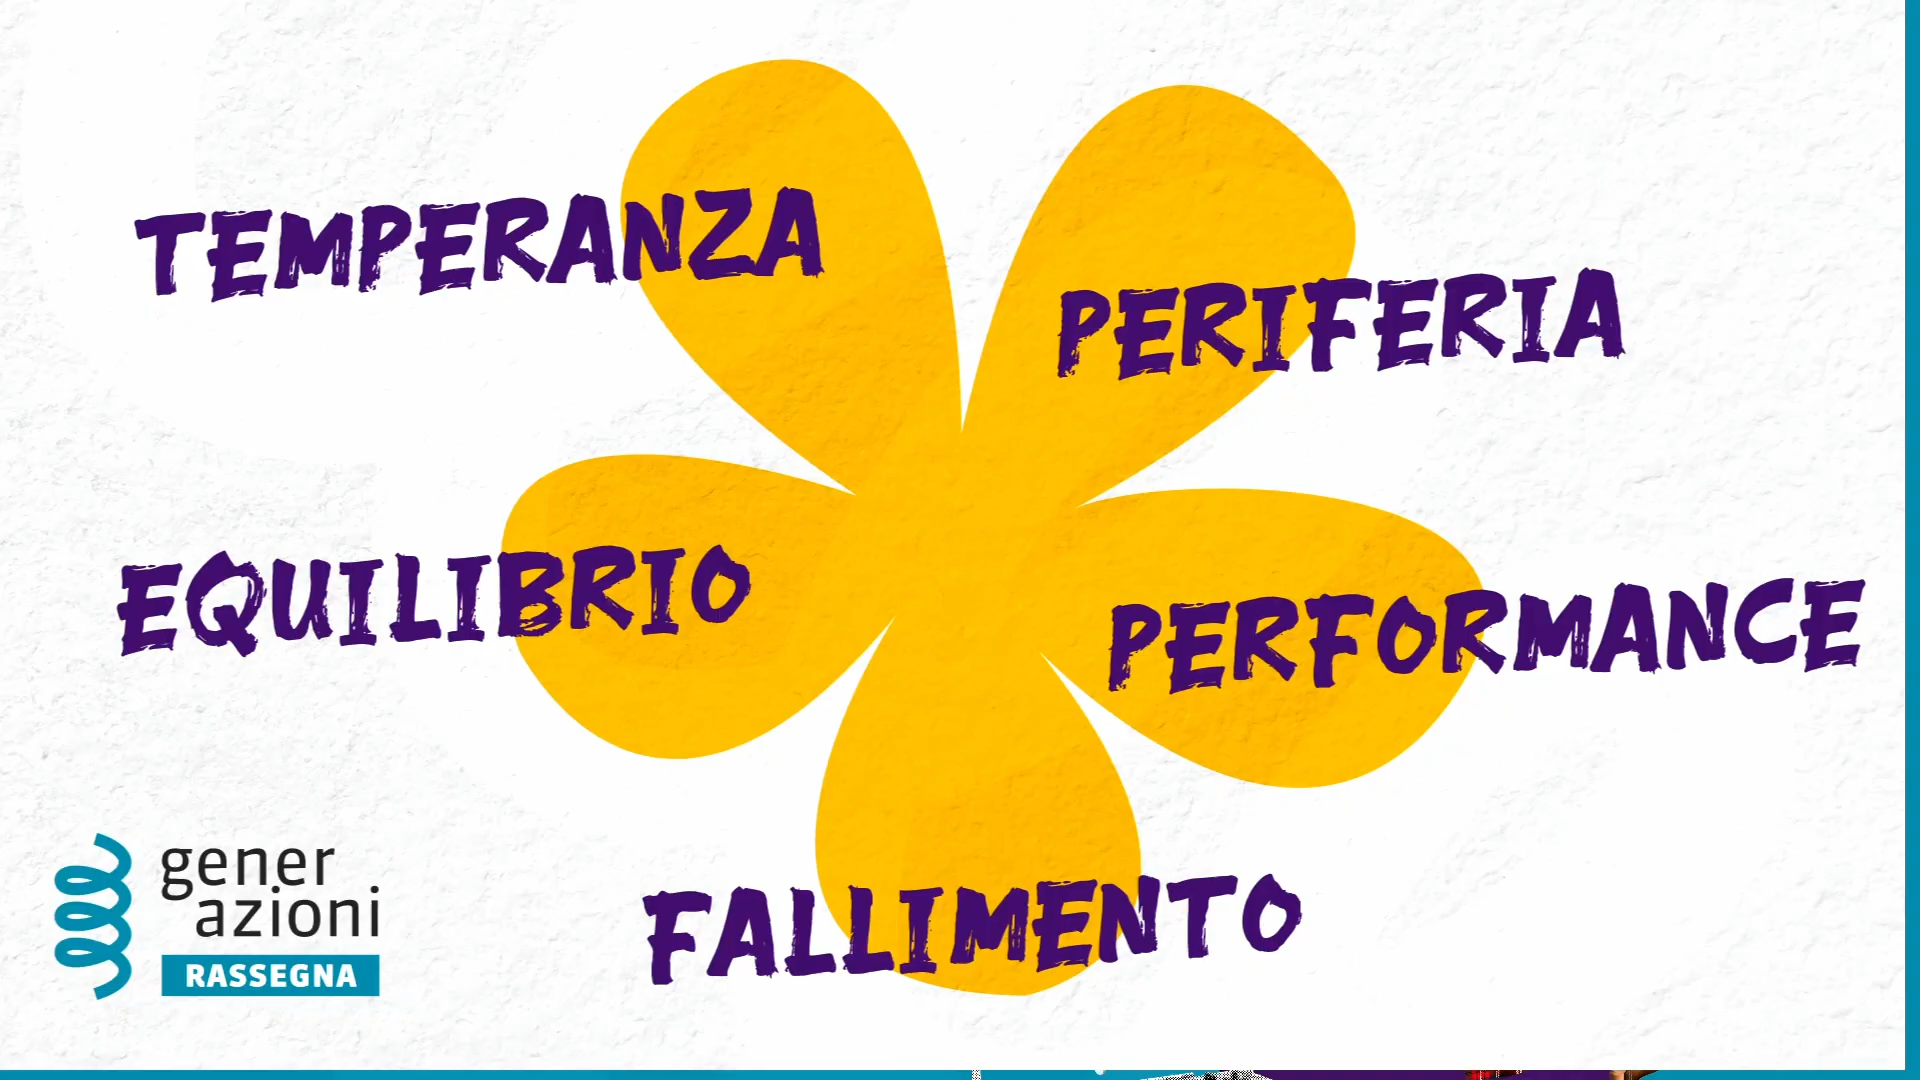 TEMPERANZA
PERIFERIA
EQUILIBRIO
PERFORMANCE
FALLIMENTO
gener
azioni
RASSEGNA